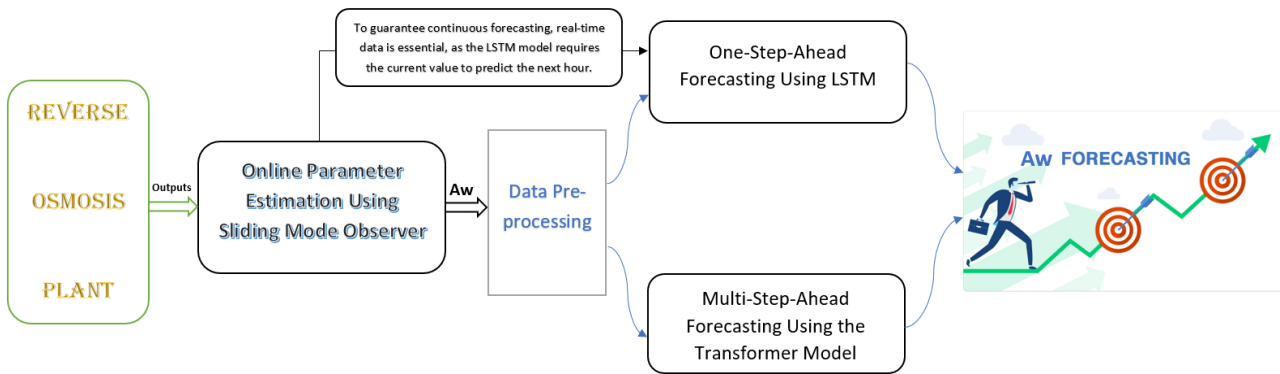 REVERSE
OSMOSIS
PLANT
Outputs
Online Parameter
Estimation Using
Sliding Mode Observer
To guarantee continuous forecasting, real-time
data is essential, as the LSTM model requires
the current value to predict the next hour.
Aw
Data Pre-
processing
One-Step-Ahead
Forecasting Using LSTM
Multi-Step-Ahead
Forecasting Using the
Transformer Model
Aw FORECASTING